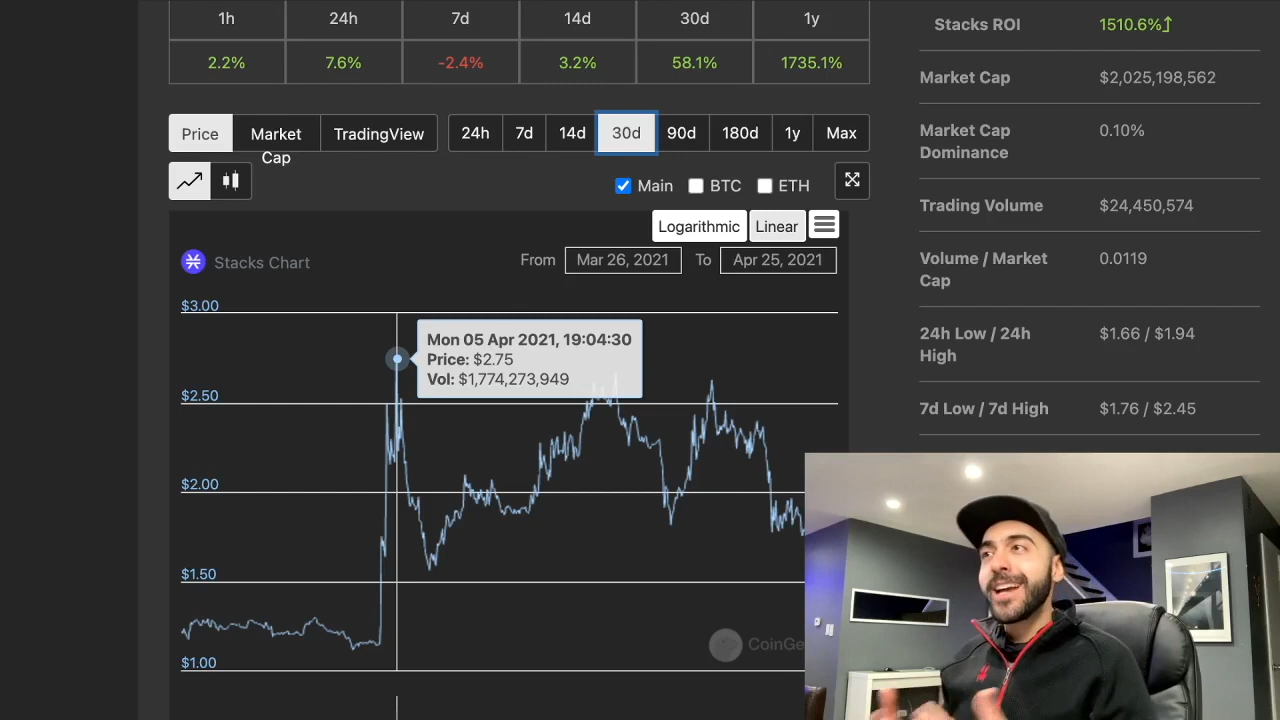 1h 24h 7d 14d 30d 1y
2.2% 7.6% -2.4% 3.2% 58.1% 1735.1%
Price Market Cap TradingView 24h 7d 14d 30d 90d 180d 1y Max
Main BTC ETH
Logarithmic Linear
Stacks Chart From Mar 26, 2021 To Apr 25, 2021
$3.00
Mon 05 Apr 2021, 19:04:30
Price: $2.75
Vol: $1,774,273,949
$2.50
$2.00
$1.50
$1.00
CoinGe
Stacks ROI 1510.6%
Market Cap $2,025,198,562
Market Cap Dominance 0.10%
Trading Volume $24,450,574
Volume / Market Cap 0.0119
24h Low / 24h High $1.66 / $1.94
7d Low / 7d High $1.76 / $2.45